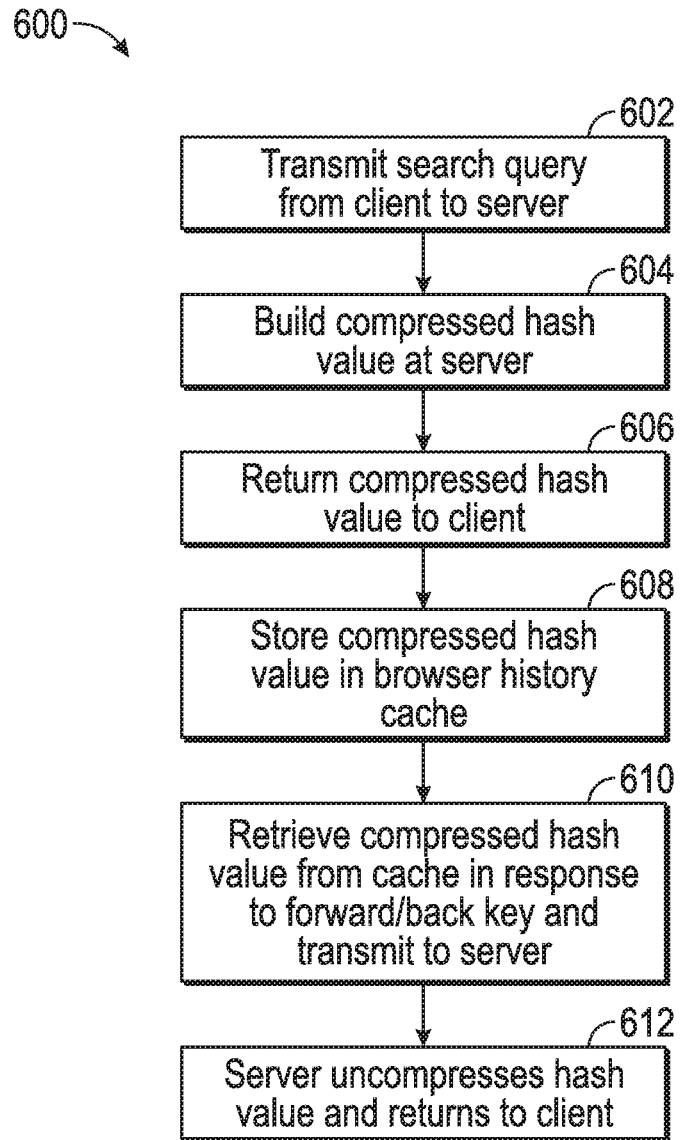 600
602
Transmit search query
from client to server
604
Build compressed hash
value at server
606
Return compressed hash
value to client
608
Store compressed hash
value in browser history
cache
610
Retrieve compressed hash
value from cache in response
to forward/back key and
transmit to server
612
Server uncompresses hash
value and returns to client